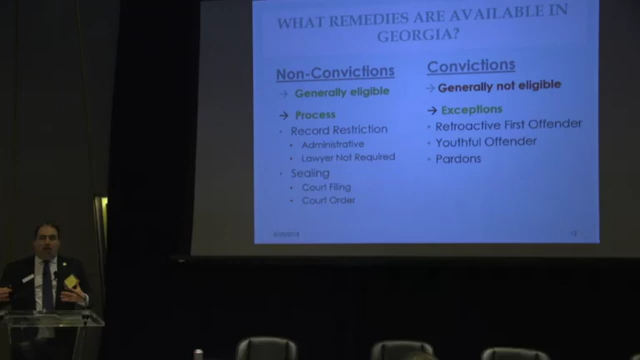 WHAT REMEDIES ARE AVAILABLE IN
GEORGIA?
Non-Convictions
→ Generally eligible
→ Process
• Record Restriction
• Administrative
• Lawyer Not Required
• Sealing
• Court Filing
• Court Order
Convictions
→ Generally not eligible
→ Exceptions
• Retroactive First Offender
• Youthful Offender
• Pardons